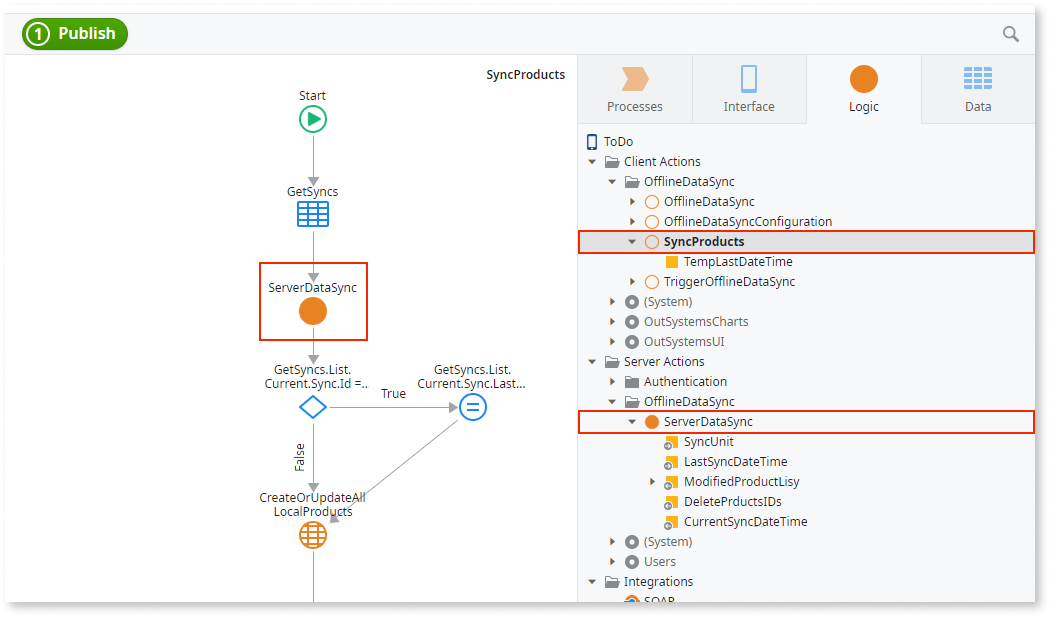 1 Publish
SyncProducts
Start
GetSyncs
ServerDataSync
GetSyncs.List.
Current.Sync.Id =...
True
GetSyncs.List.
Current.Sync.Last...
False
CreateOrUpdateAll
LocalProducts
Processes
Interface
Logic
Data
ToDo
Client Actions
OfflineDataSync
OfflineDataSync
OfflineDataSyncConfiguration
SyncProducts
TempLastDateTime
TriggerOfflineDataSync
(System)
OutSystemsCharts
OutSystemsUI
Server Actions
Authentication
OfflineDataSync
ServerDataSync
SyncUnit
LastSyncDateTime
ModifiedProductLisy
DeletePrductsIDs
CurrentSyncDateTime
(System)
Users
Integrations
SOAP